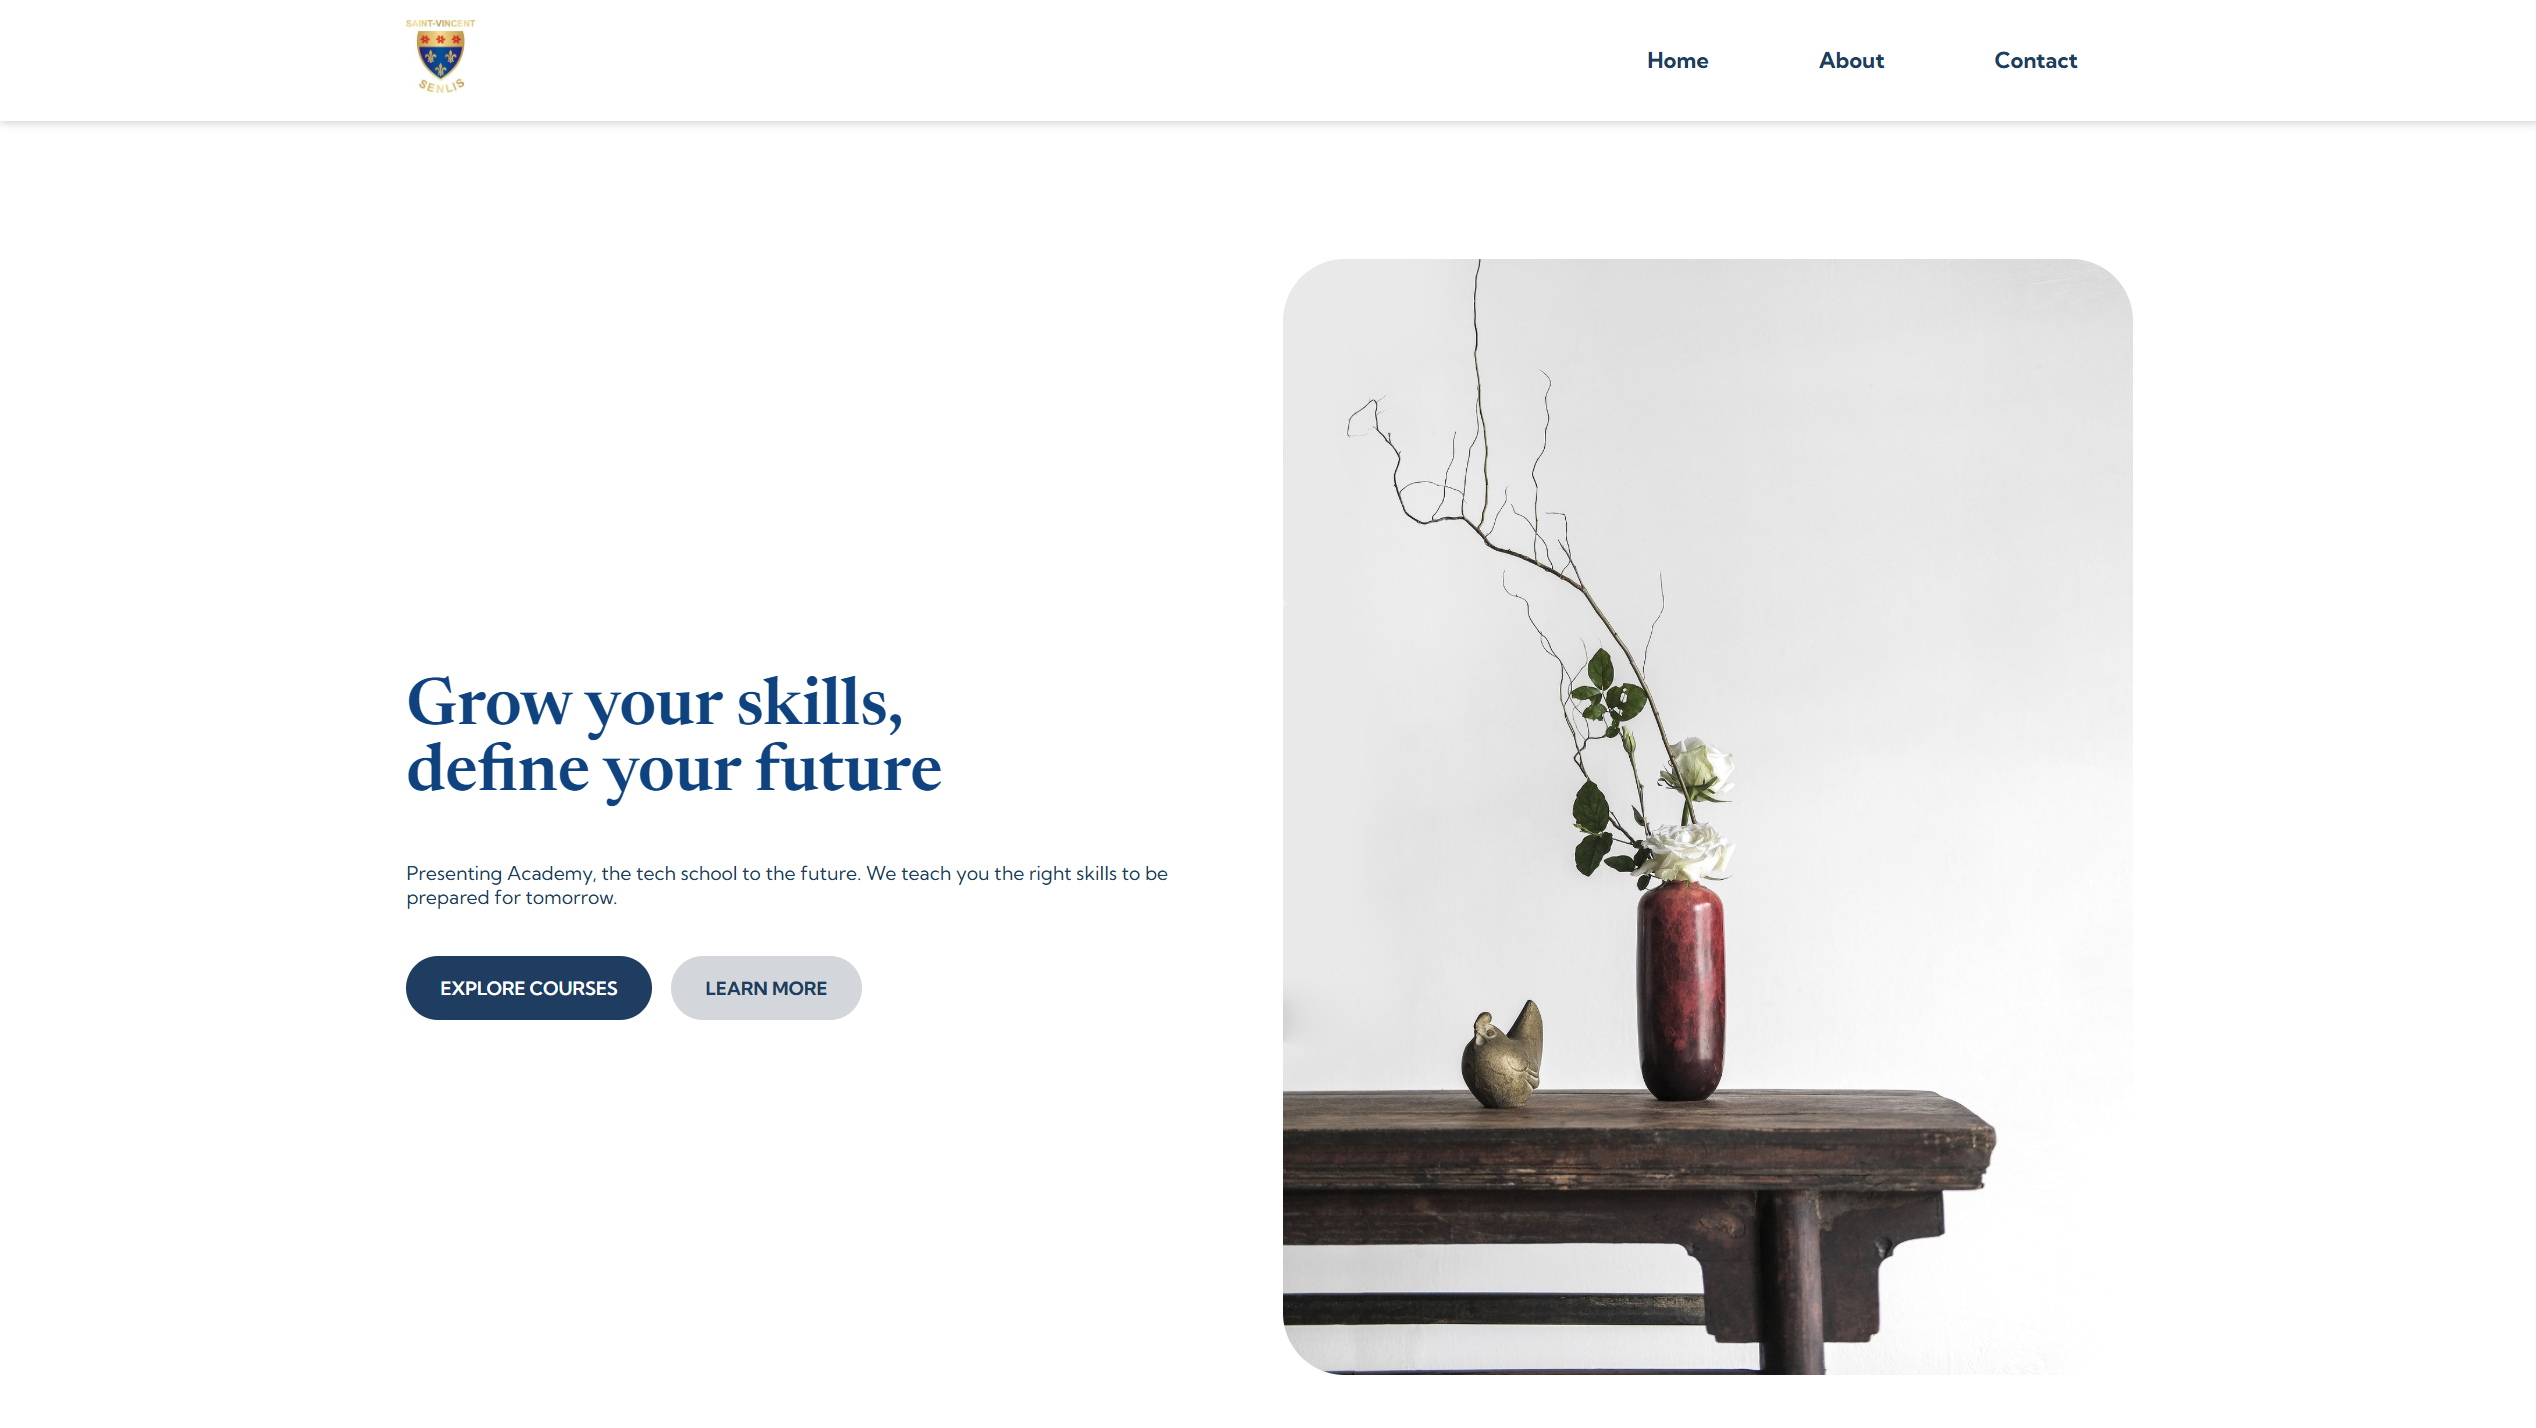 SAINT-VINCENT
SENLIS
Home
About
Contact
Grow your skills,
define your future
Presenting Academy, the tech school to the future. We teach you the right skills to be
prepared for tomorrow.
EXPLORE COURSES
LEARN MORE